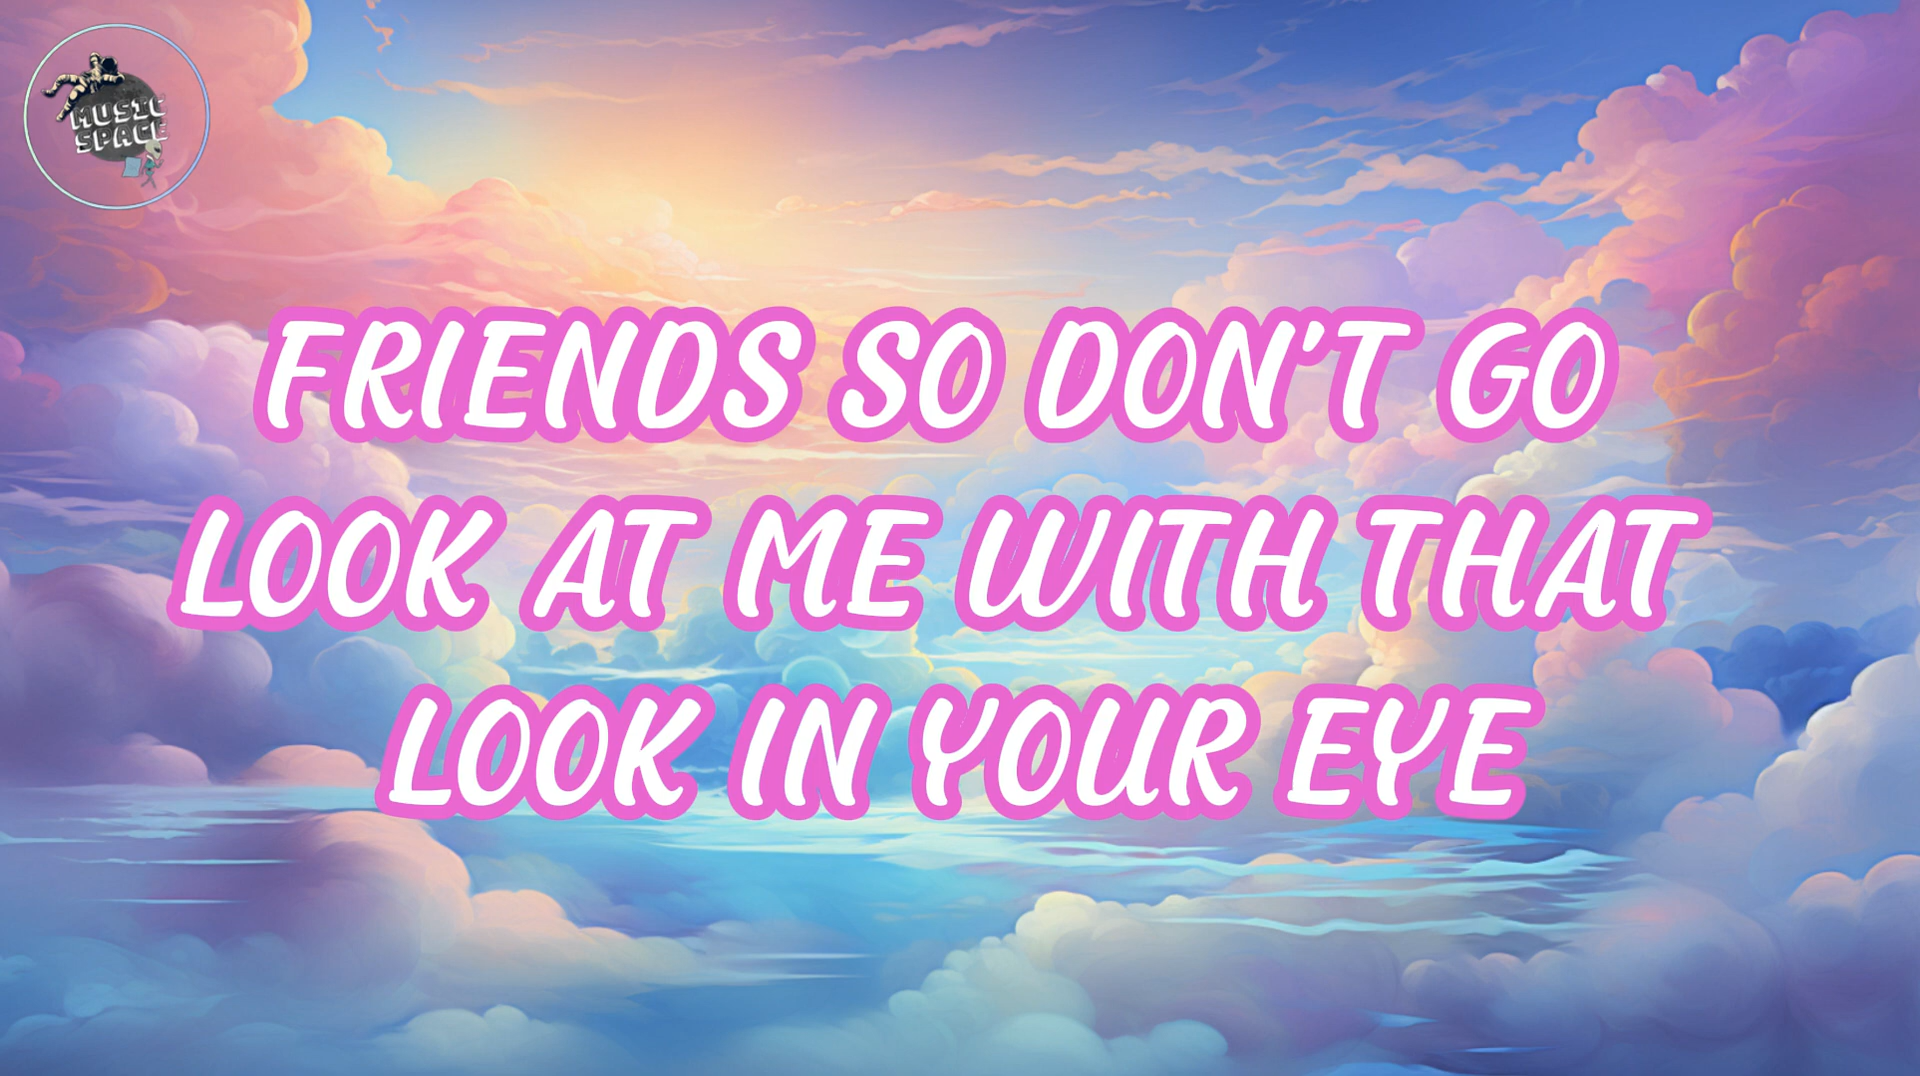 MUSIC
SPACE
FRIENDS SO DON'T GO
LOOK AT ME WITH THAT
LOOK IN YOUR EYE